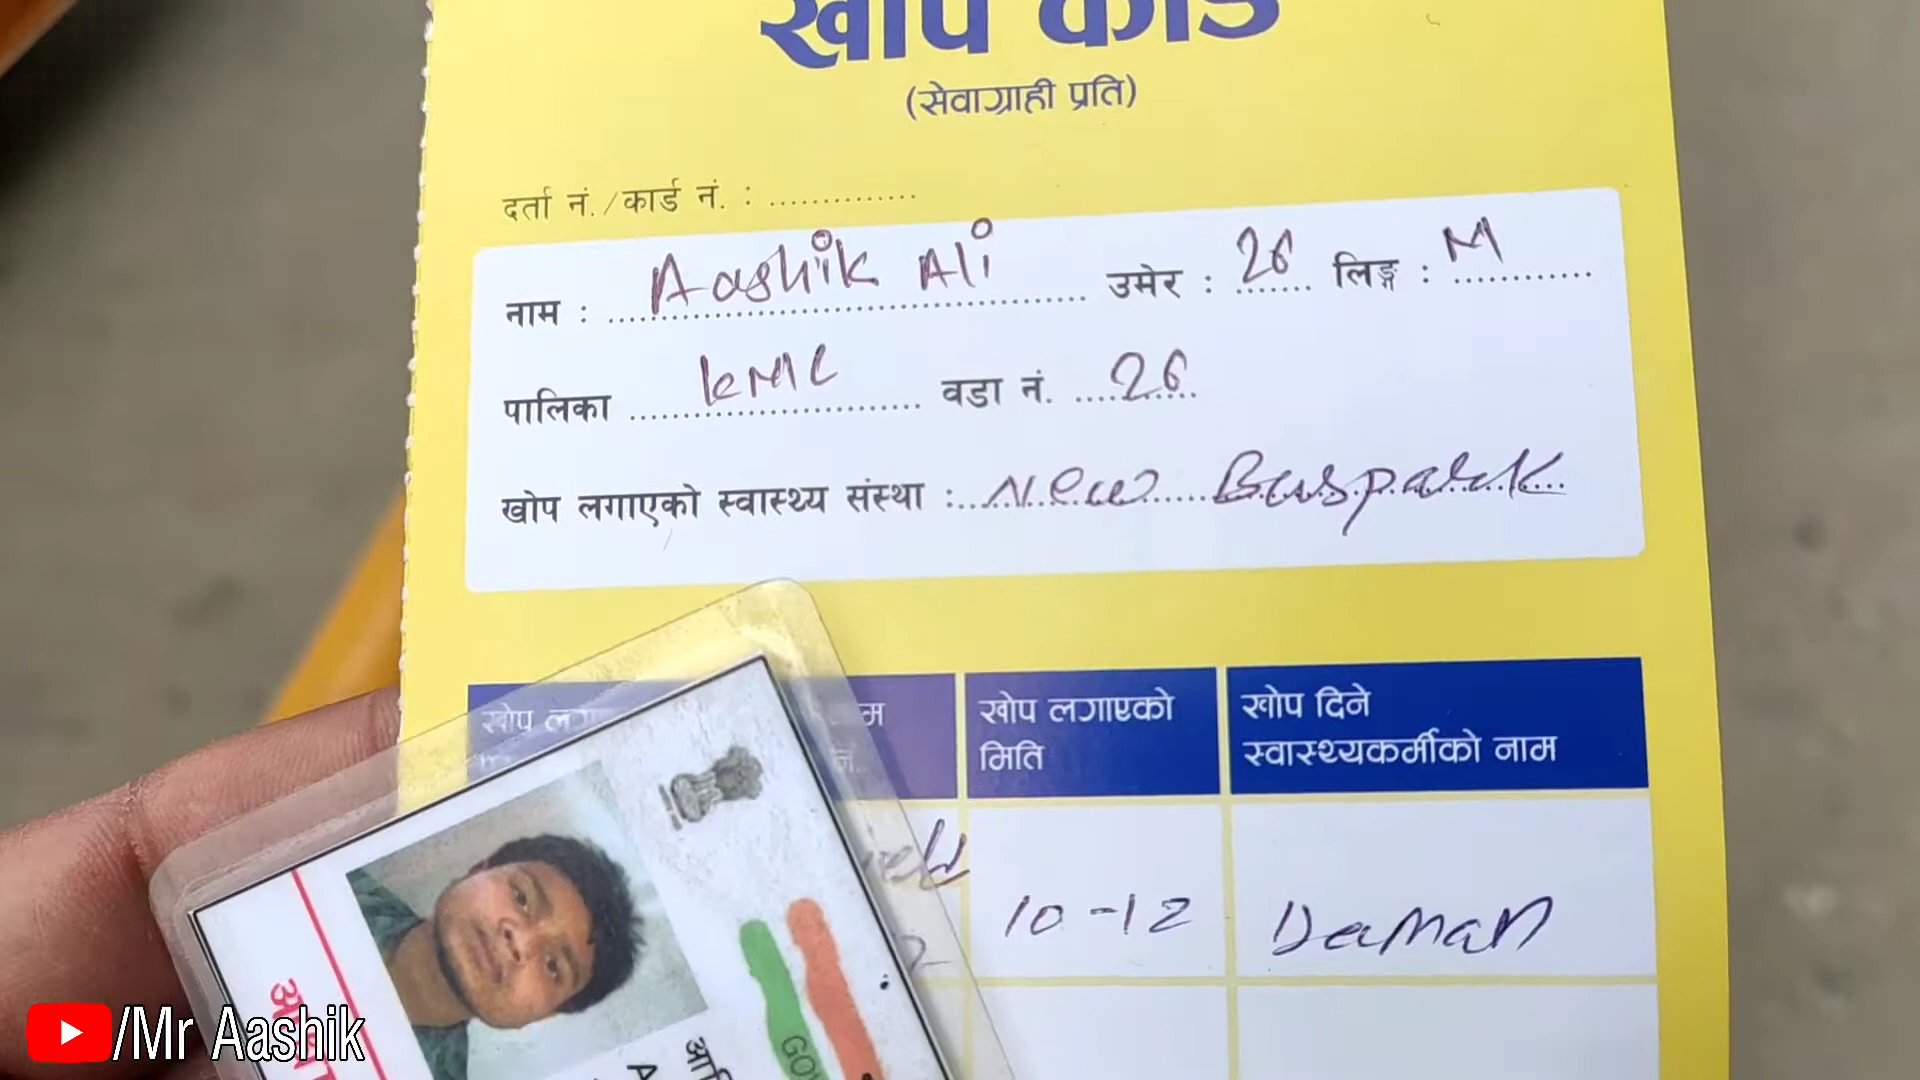 खोप कार्ड
(सेवाग्राही प्रति)
दर्ता नं./कार्ड नं. : ..............
नाम : Aashik Ali उमेर : 26 लिङ्ग : M
पालिका KMC वडा नं. 26
खोप लगाएको स्वास्थ्य संस्था : New Buspark
खोप लगाएको मिति
खोप दिने स्वास्थ्यकर्मीको नाम
10-12 Daman
/Mr Aashik